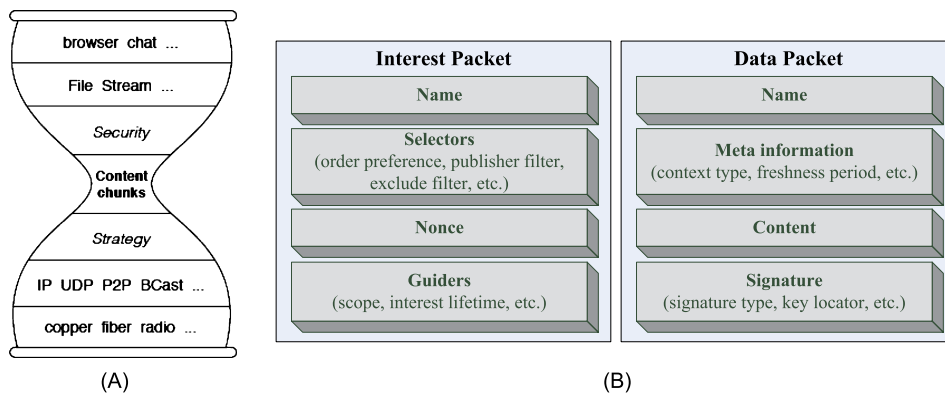 browser chat ...
File Stream ...
Security
Content
chunks
Strategy
IP UDP P2P BCast ...
copper fiber radio ...
(A)
Interest Packet
Name
Selectors
(order preference, publisher filter,
exclude filter, etc.)
Nonce
Guiders
(scope, interest lifetime, etc.)
Data Packet
Name
Meta information
(context type, freshness period, etc.)
Content
Signature
(signature type, key locator, etc.)
(B)